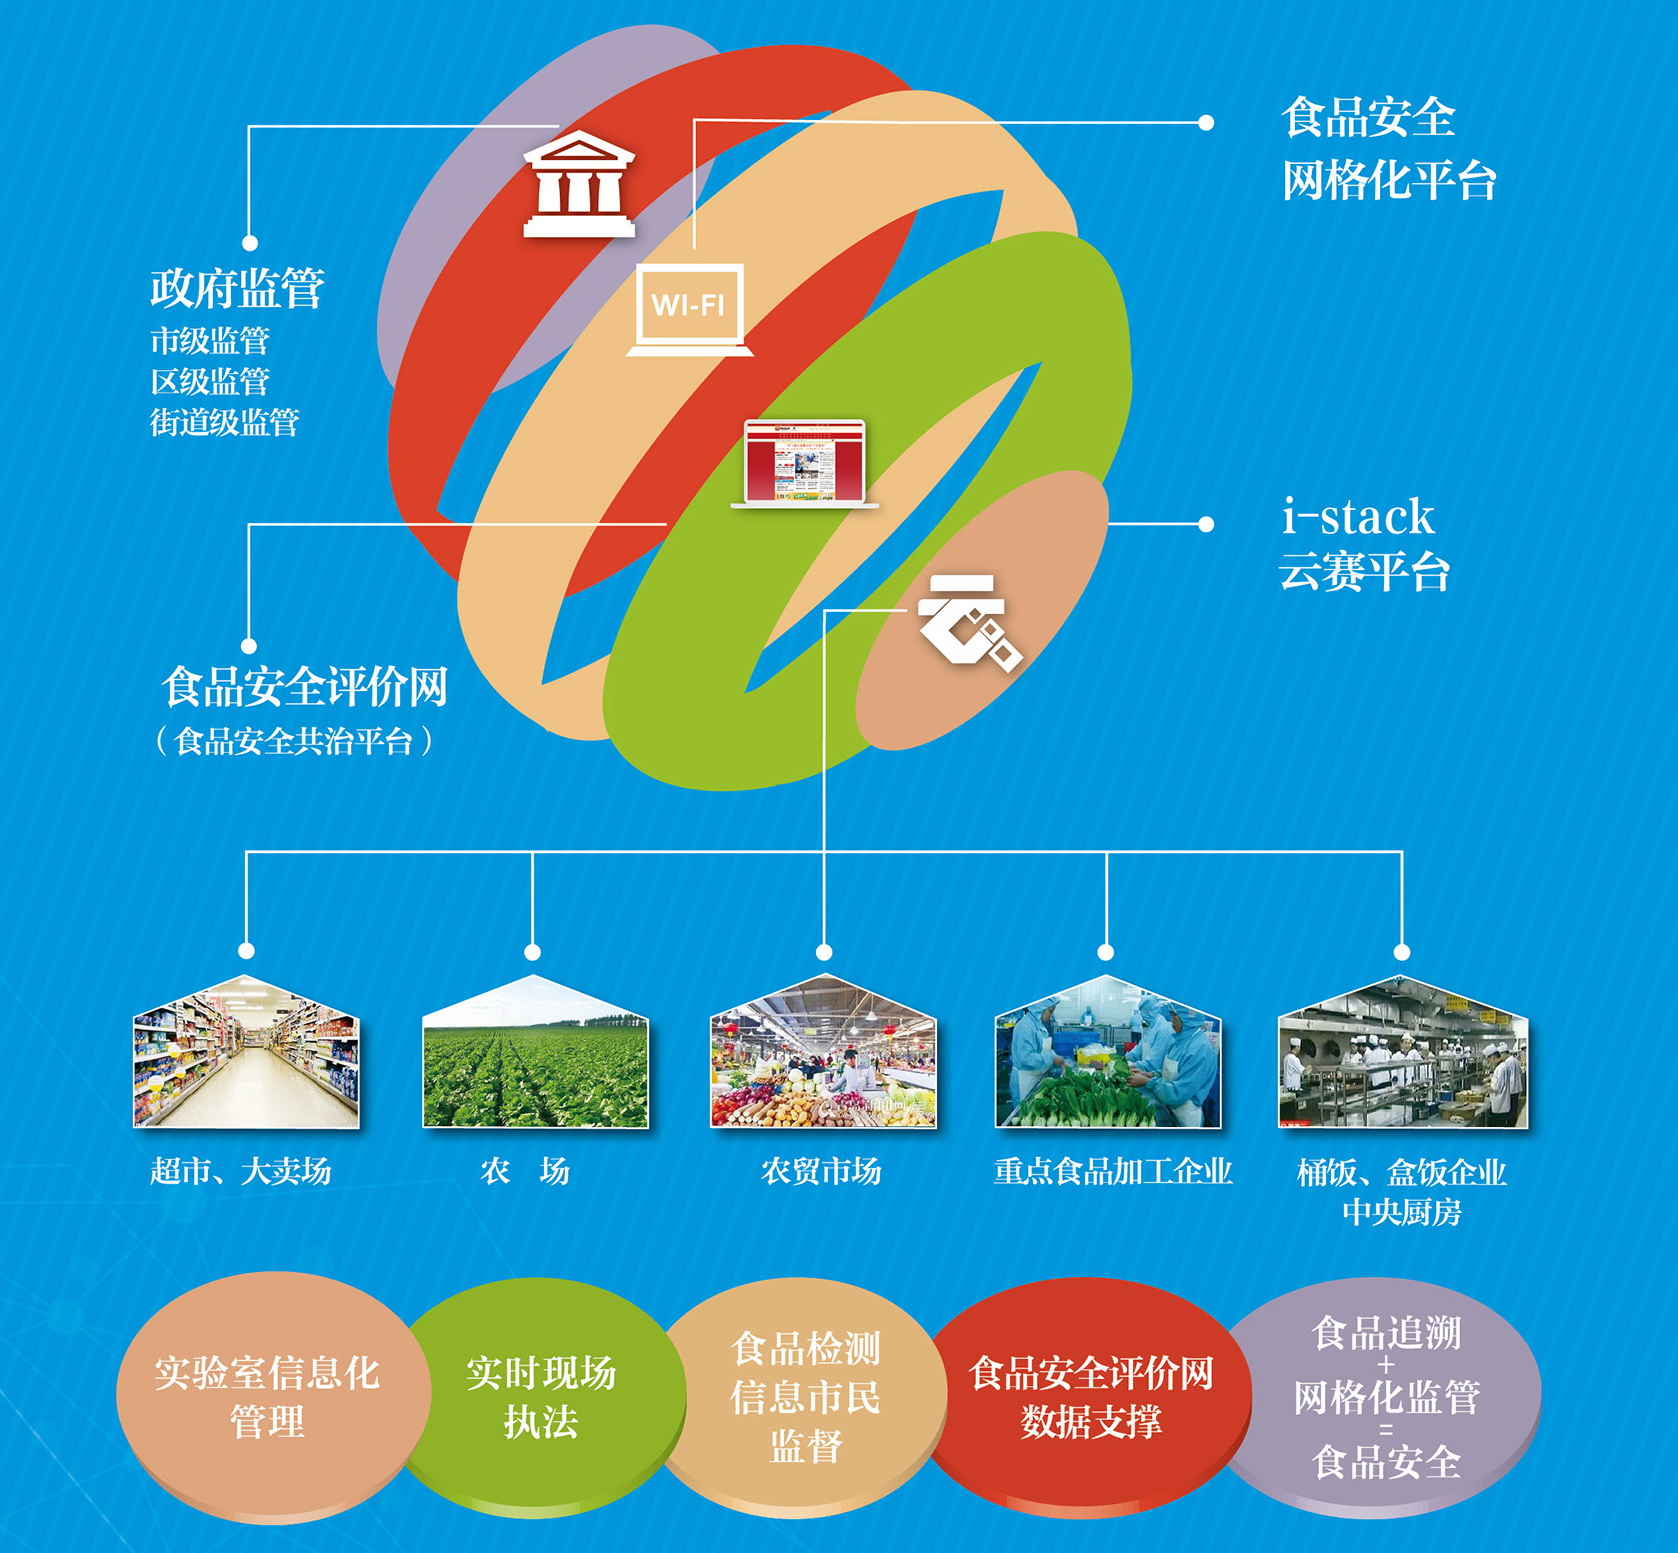 食品安全
网格化平台
政府监管
市级监管
区级监管
街道级监管
WI-FI
i-stack
云赛平台
云
食品安全评价网
（食品安全共治平台）
超市、大卖场
农 场
农贸市场
重点食品加工企业
桶饭、盒饭企业
中央厨房
实验室信息化
管理
实时现场
执法
食品检测
信息市民
监督
食品安全评价网
数据支撑
食品追溯
+
网格化监管
=
食品安全